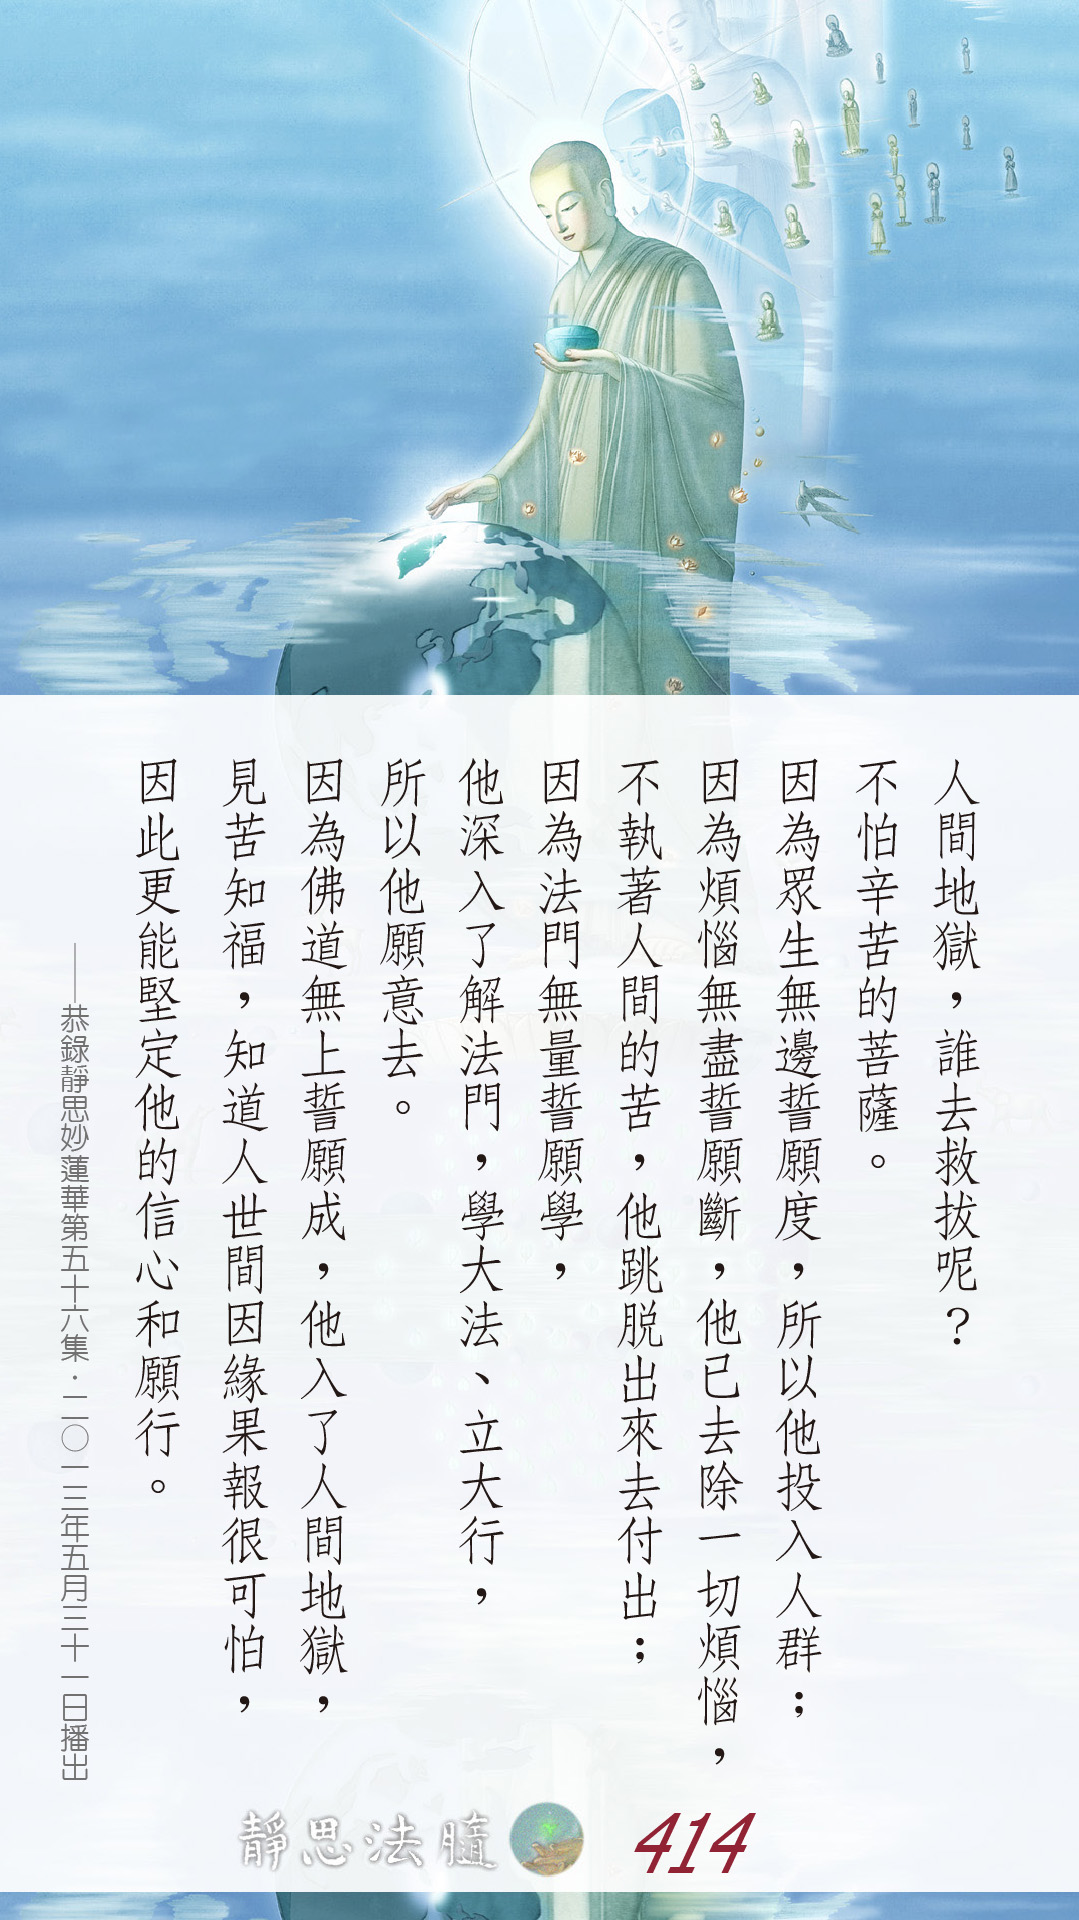 人間地獄，誰去救拔呢？
不怕辛苦的菩薩。
因為眾生無邊誓願度，所以他投入人群；
因為煩惱無盡誓願斷，他已去除一切煩惱，
不執著人間的苦，他跳脫出來去付出；
因為法門無量誓願學，
他深入了解法門，學大法、立大行，
所以他願意去。
因為佛道無上誓願成，他入了人間地獄，
見苦知福，知道人世間因緣果報很可怕，
因此更能堅定他的信心和願行。
——恭錄靜思妙蓮華第五十六集．二〇一三年五月三十一日播出
靜思法髓 414